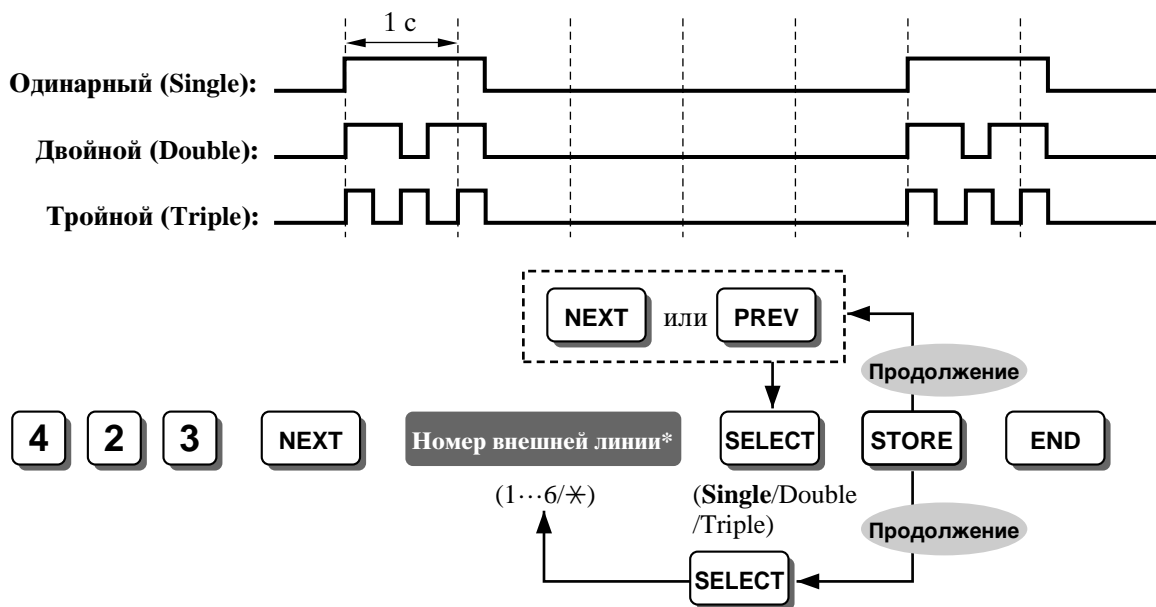 1 с
Одинарный (Single):
Двойной (Double):
Тройной (Triple):
NEXT или PREV
Продолжение
4 2 3 NEXT Номер внешней линии* SELECT STORE END
(1···6/✳) (Single/Double
/Triple)
Продолжение
SELECT